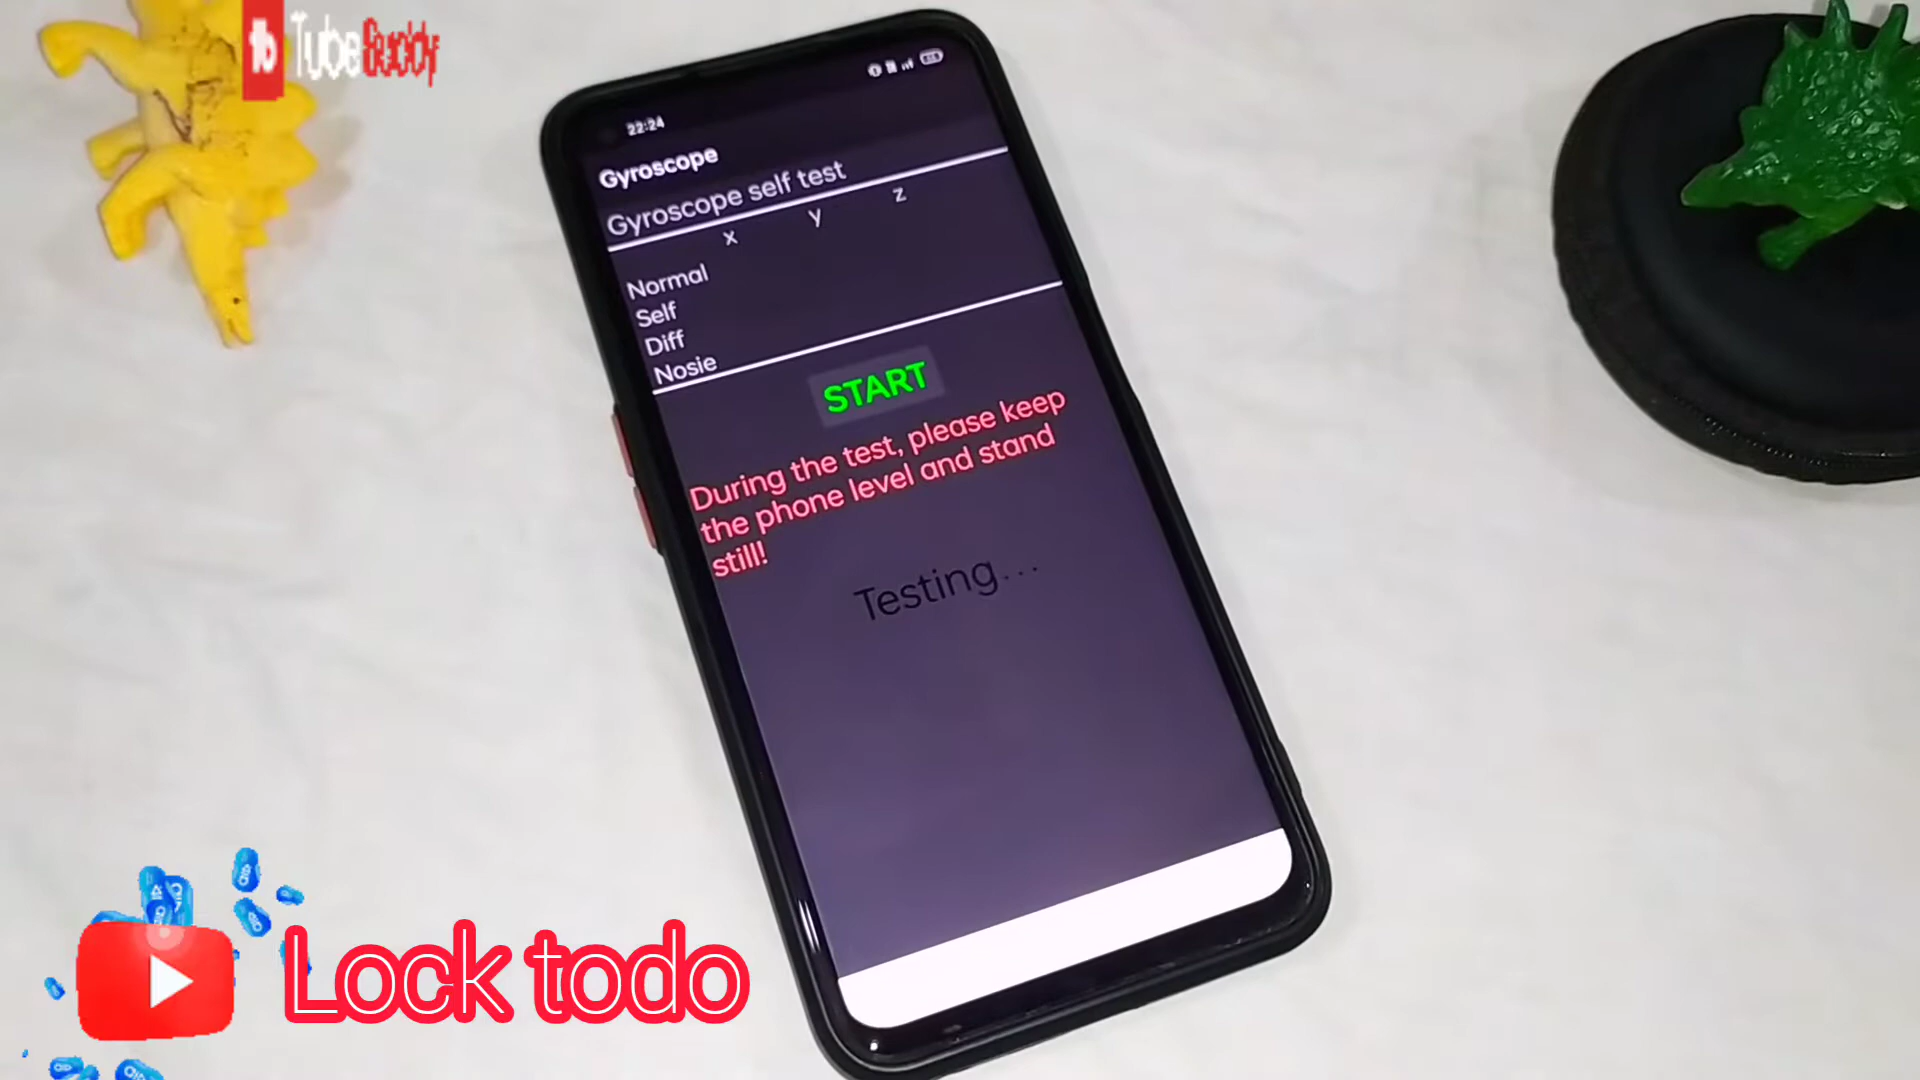 tb TubeBuddy
22:24
Gyroscope
Gyroscope self test
x y z
Normal
Self
Diff
Nosie
START
During the test, please keep
the phone level and stand
still!
Testing...
Lock todo